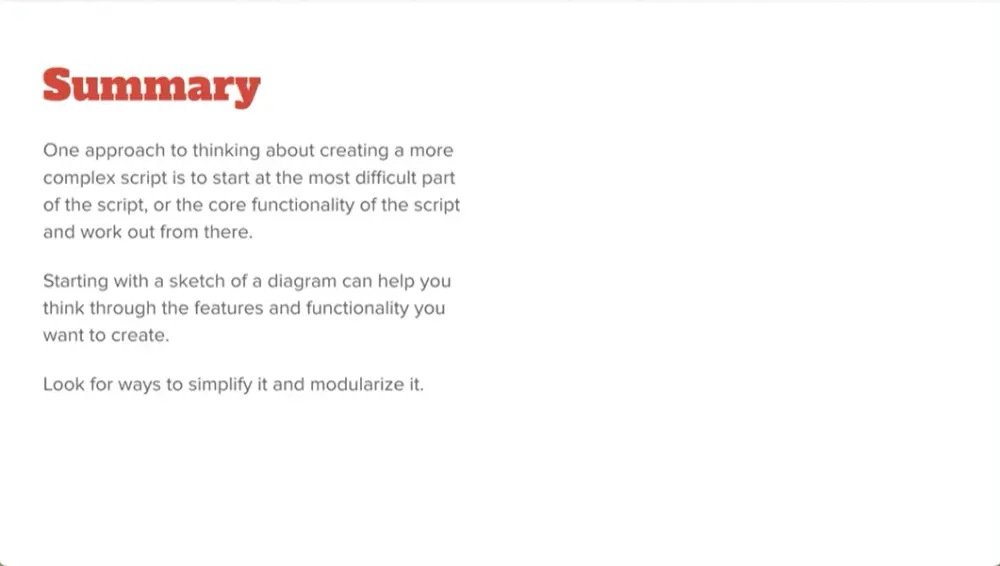 Summary
One approach to thinking about creating a more
complex script is to start at the most difficult part
of the script, or the core functionality of the script
and work out from there.
Starting with a sketch of a diagram can help you
think through the features and functionality you
want to create.
Look for ways to simplify it and modularize it.